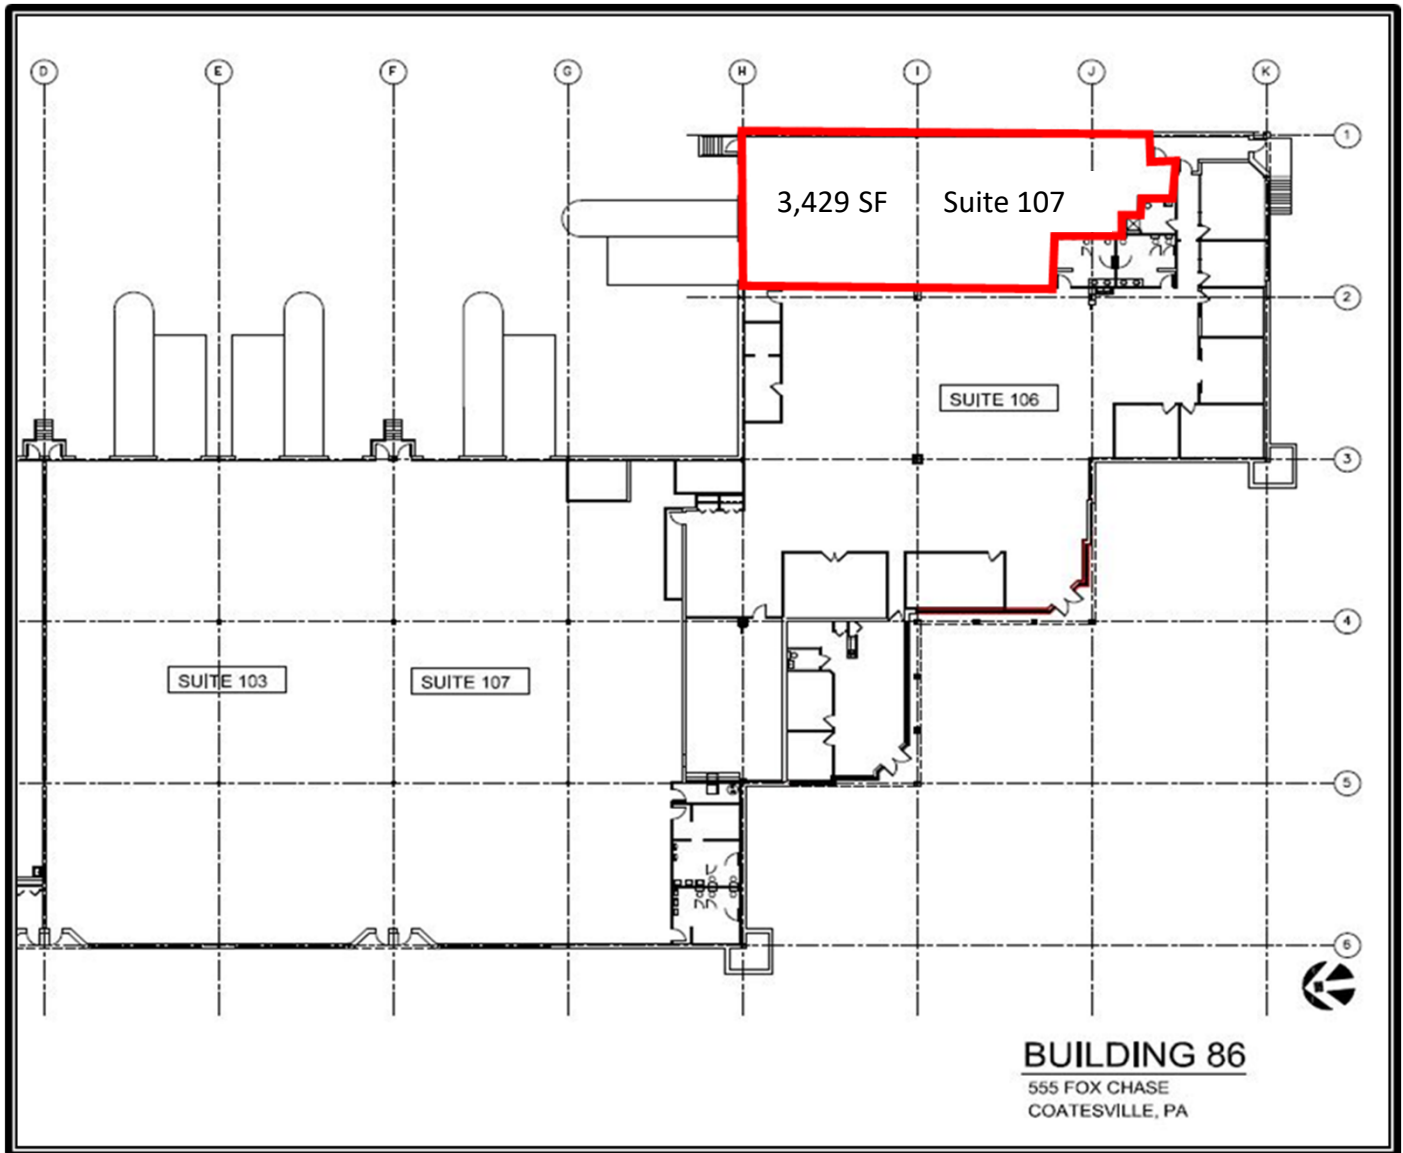 D E F G H I J K
1
3,429 SF Suite 107
2
SUITE 106
3
4
SUITE 103 SUITE 107
5
6
BUILDING 86
555 FOX CHASE
COATESVILLE, PA